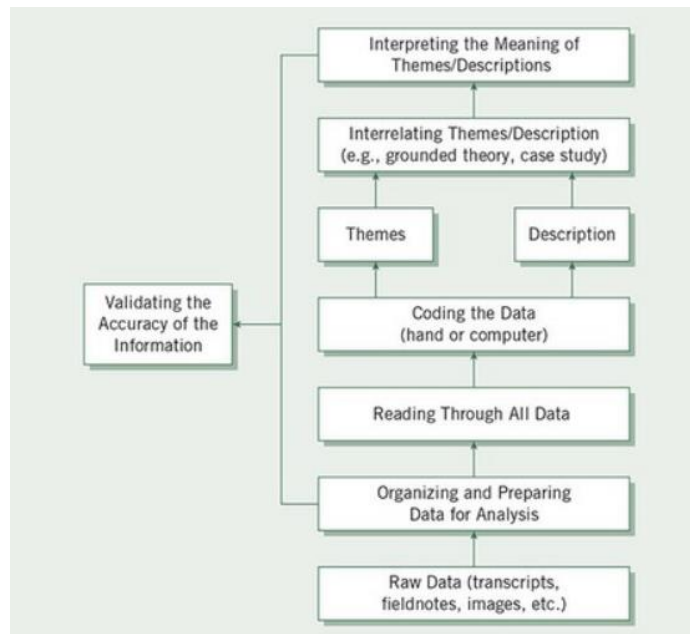 Interpreting the Meaning of
Themes/Descriptions
Interrelating Themes/Description
(e.g., grounded theory, case study)
Themes
Description
Validating the
Accuracy of the
Information
Coding the Data
(hand or computer)
Reading Through All Data
Organizing and Preparing
Data for Analysis
Raw Data (transcripts,
fieldnotes, images, etc.)